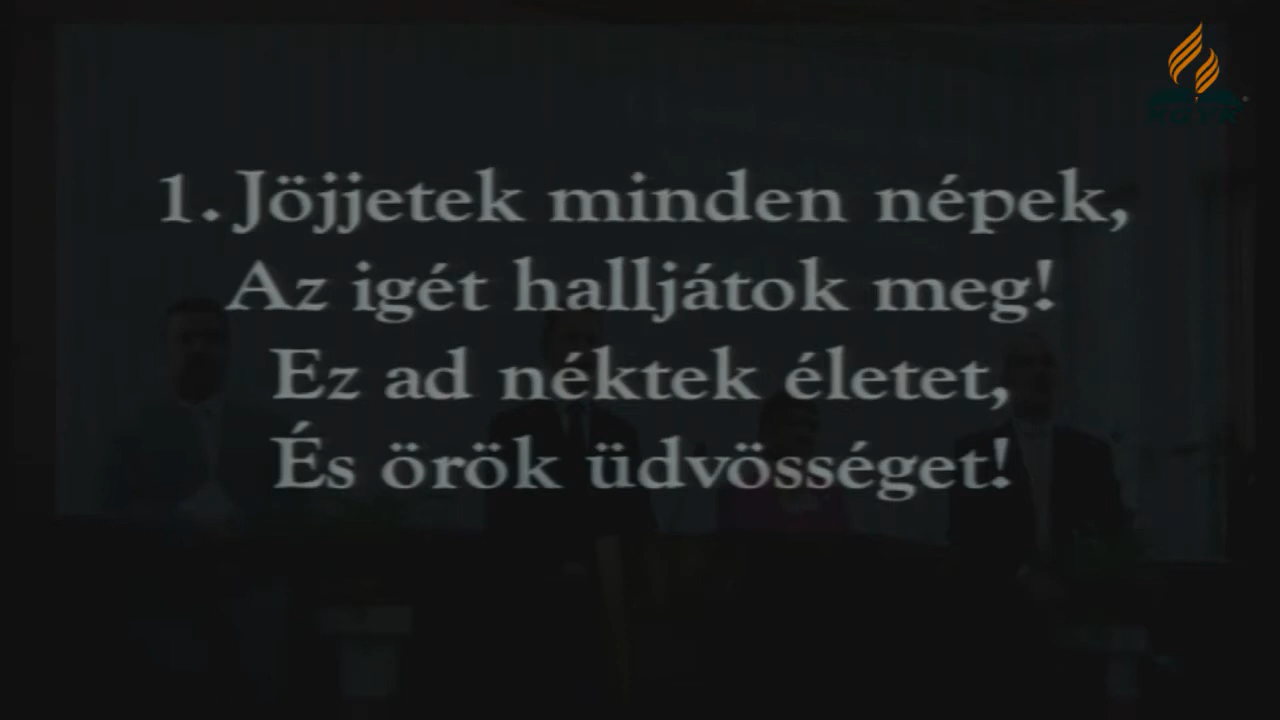 1. Jöjjetek minden népek,
Az igét halljátok meg!
Ez ad néktek életet,
És örök üdvösséget!